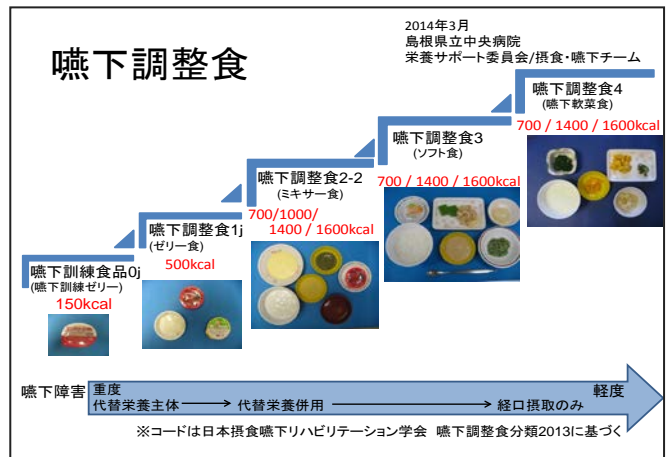 嚥下調整食
2014年3月
島根県立中央病院
栄養サポート委員会/摂食・嚥下チーム
嚥下調整食4
(嚥下軟菜食)
700 / 1400 / 1600kcal
嚥下調整食3
(ソフト食)
700 / 1400 / 1600kcal
嚥下調整食2-2
(ミキサー食)
700/1000/
1400 / 1600kcal
嚥下調整食1j
(ゼリー食)
500kcal
嚥下訓練食品0j
(嚥下訓練ゼリー)
150kcal
嚥下障害
重度
軽度
代替栄養主体 → 代替栄養併用 → 経口摂取のみ
※コードは日本摂食嚥下リハビリテーション学会 嚥下調整食分類2013に基づく